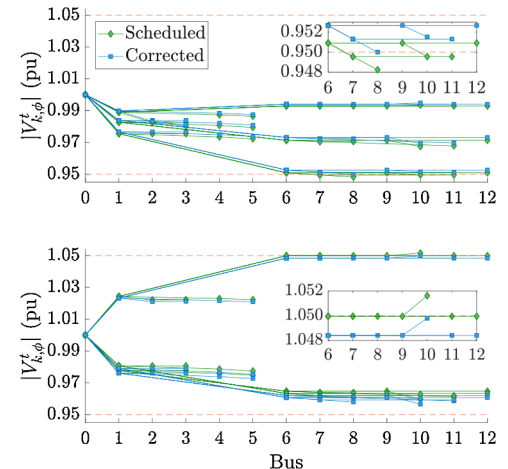 1.05
1.03
1.01
0.99
0.97
0.95
|V^t_{k,ϕ}| (pu)
Scheduled
Corrected
0.952
0.950
0.948
6 7 8 9 10 11 12
0 1 2 3 4 5 6 7 8 9 10 11 12
1.05
1.03
1.01
0.99
0.97
0.95
|V^t_{k,ϕ}| (pu)
1.052
1.050
1.048
6 7 8 9 10 11 12
0 1 2 3 4 5 6 7 8 9 10 11 12
Bus